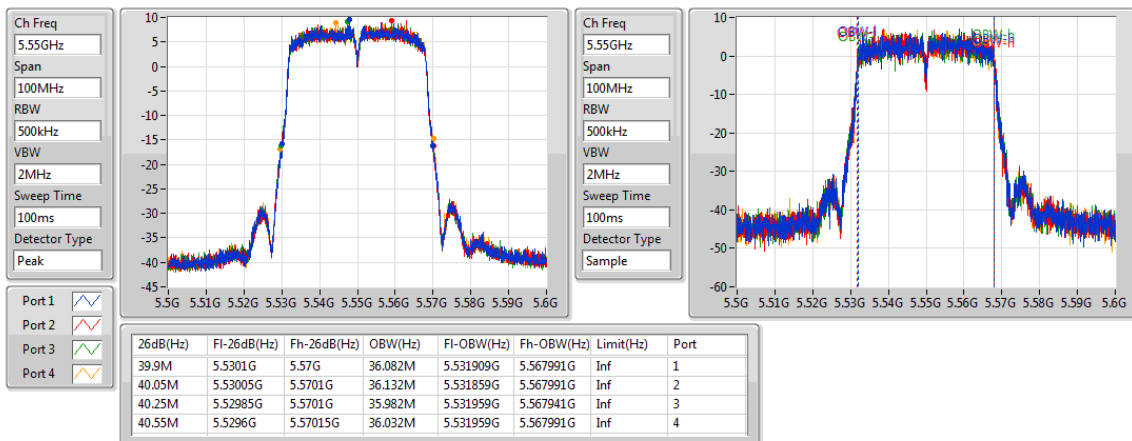 Ch Freq
5.55GHz
Span
100MHz
RBW
500kHz
VBW
2MHz
Sweep Time
100ms
Detector Type
Peak
10
5
0
-5
-10
-15
-20
-25
-30
-35
-40
-45
5.5G 5.51G 5.52G 5.53G 5.54G 5.55G 5.56G 5.57G 5.58G 5.59G 5.6G
Ch Freq
5.55GHz
Span
100MHz
RBW
500kHz
VBW
2MHz
Sweep Time
100ms
Detector Type
Sample
10
0
-10
-20
-30
-40
-50
-60
OBW-l OBW-h
5.5G 5.51G 5.52G 5.53G 5.54G 5.55G 5.56G 5.57G 5.58G 5.59G 5.6G
Port 1
Port 2
Port 3
Port 4
26dB(Hz) Fl-26dB(Hz) Fh-26dB(Hz) OBW(Hz) Fl-OBW(Hz) Fh-OBW(Hz) Limit(Hz) Port
39.9M 5.5301G 5.57G 36.082M 5.531909G 5.567991G Inf 1
40.05M 5.53005G 5.5701G 36.132M 5.531859G 5.567991G Inf 2
40.25M 5.52985G 5.5701G 35.982M 5.531959G 5.567941G Inf 3
40.55M 5.5296G 5.57015G 36.032M 5.531959G 5.567991G Inf 4